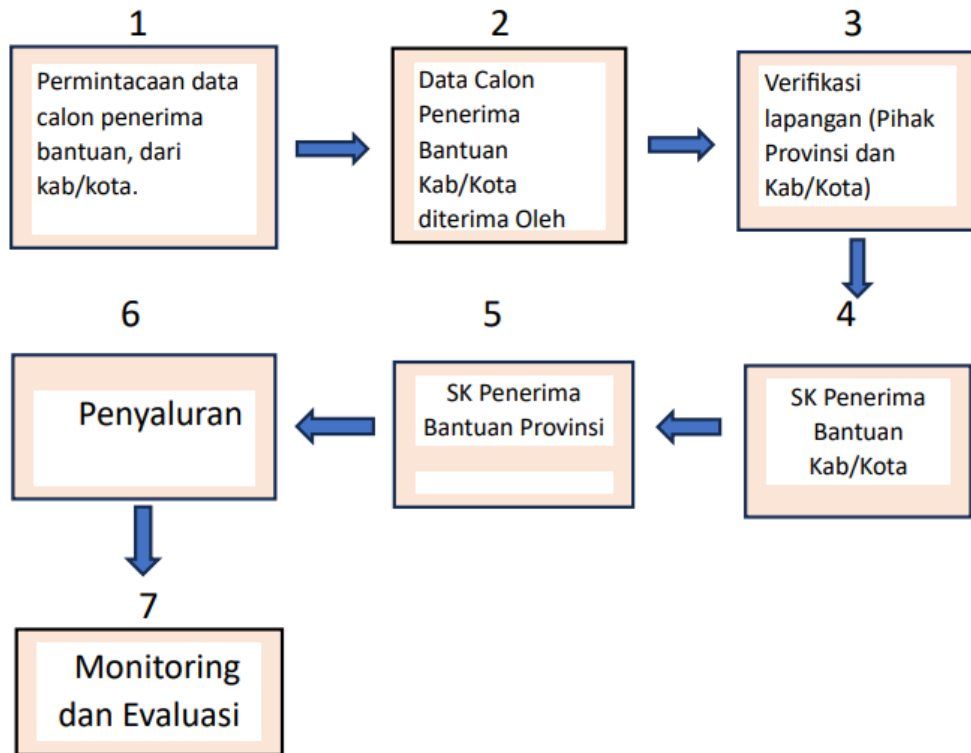 1
Permintacaan data
calon penerima
bantuan, dari
kab/kota.
2
Data Calon
Penerima
Bantuan
Kab/Kota
diterima Oleh
3
Verifikasi
lapangan (Pihak
Provinsi dan
Kab/Kota)
4
SK Penerima
Bantuan
Kab/Kota
5
SK Penerima
Bantuan Provinsi
6
Penyaluran
7
Monitoring
dan Evaluasi